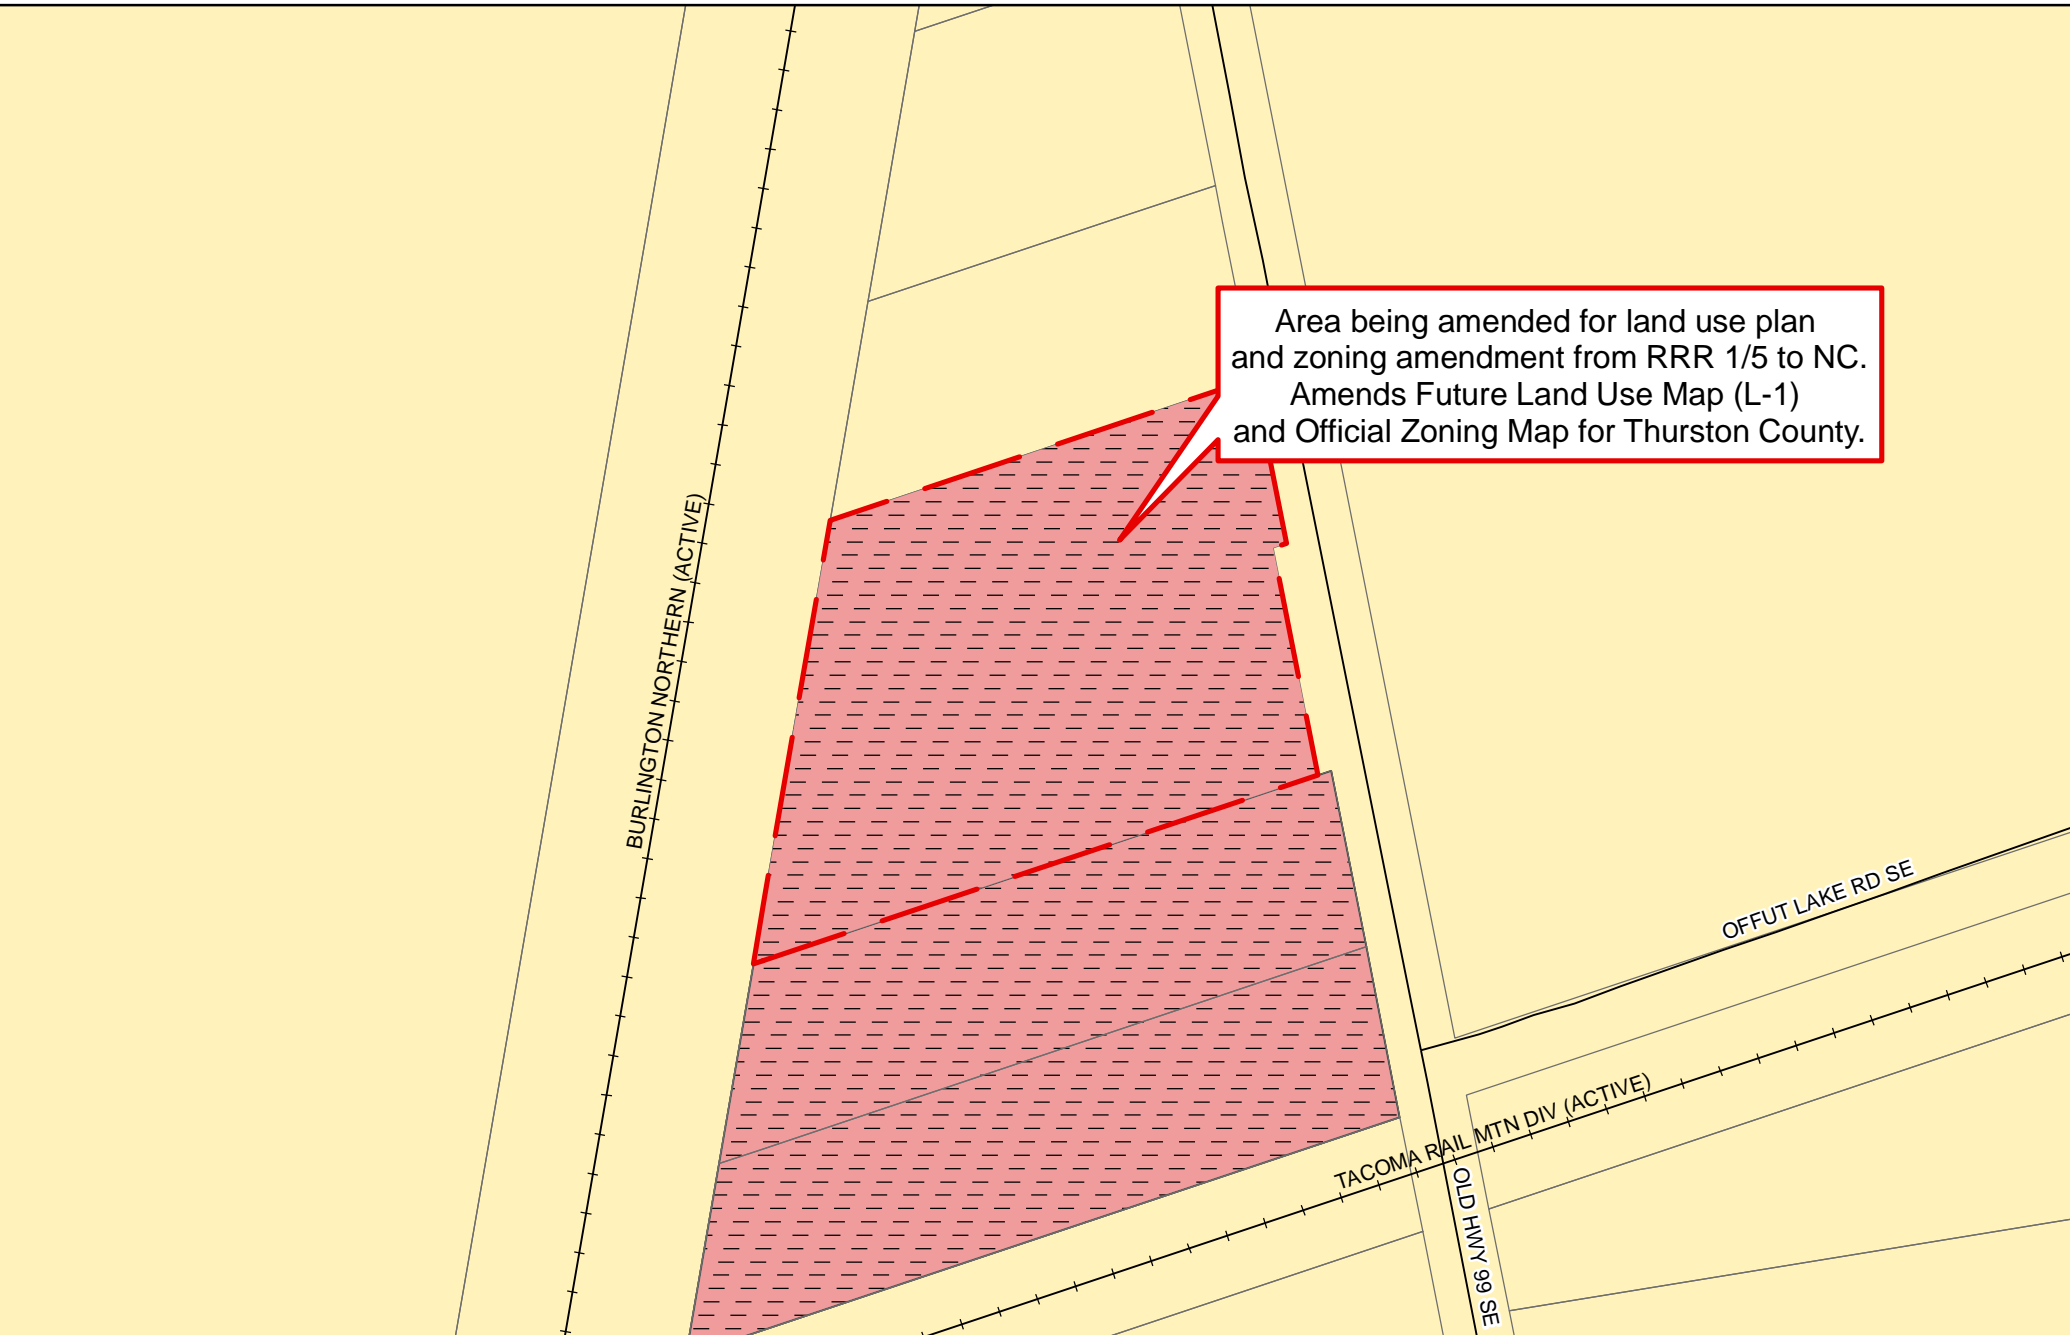 Area being amended for land use plan
and zoning amendment from RRR 1/5 to NC.
Amends Future Land Use Map (L-1)
and Official Zoning Map for Thurston County.
BURLINGTON NORTHERN (ACTIVE)
OFFUT LAKE RD SE
TACOMA RAIL MTN DIV (ACTIVE)
OLD HWY 99 SE